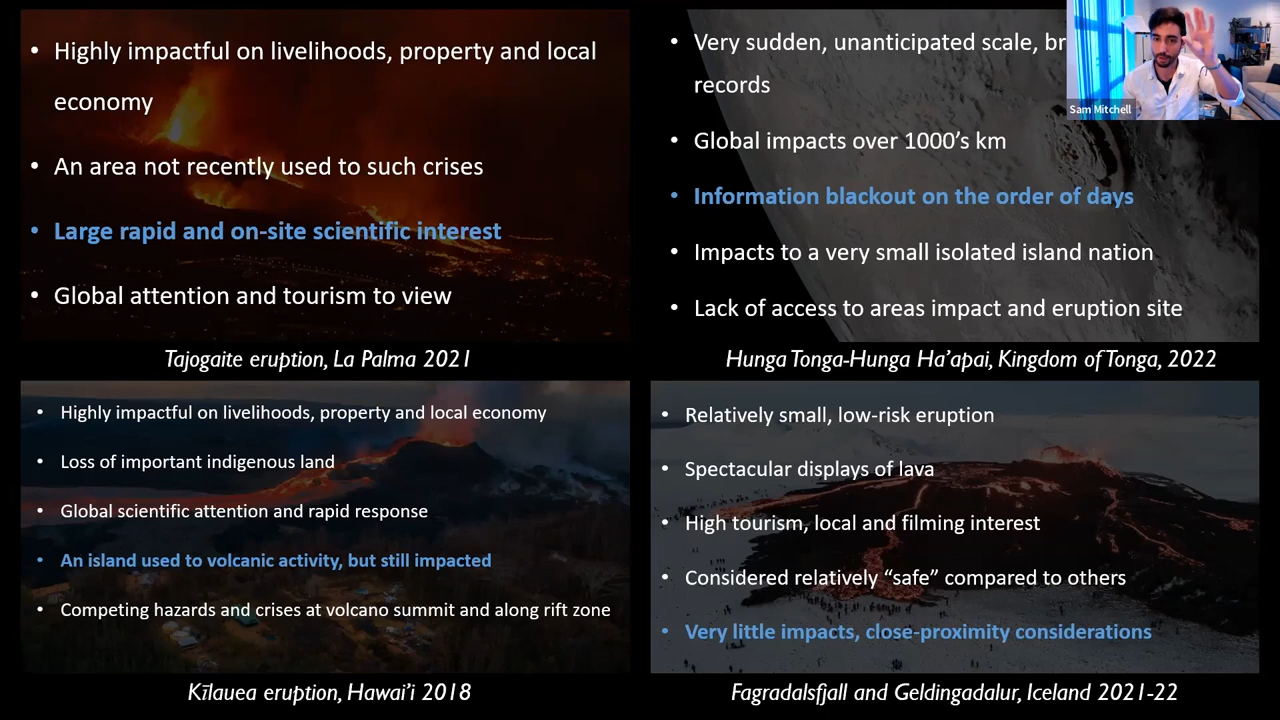 • Highly impactful on livelihoods, property and local
economy
• An area not recently used to such crises
• Large rapid and on-site scientific interest
• Global attention and tourism to view
Tajogaite eruption, La Palma 2021
• Very sudden, unanticipated scale,
records
• Global impacts over 1000's km
• Information blackout on the order of days
• Impacts to a very small isolated island nation
• Lack of access to areas impact and eruption site
Hunga Tonga-Hunga Ha'apai, Kingdom of Tonga, 2022
Sam Mitchell
• Highly impactful on livelihoods, property and local economy
• Loss of important indigenous land
• Global scientific attention and rapid response
• An island used to volcanic activity, but still impacted
• Competing hazards and crises at volcano summit and along rift zone
Kīlauea eruption, Hawai'i 2018
• Relatively small, low-risk eruption
• Spectacular displays of lava
• High tourism, local and filming interest
• Considered relatively “safe” compared to others
• Very little impacts, close-proximity considerations
Fagradalsfjall and Geldingadalur, Iceland 2021-22